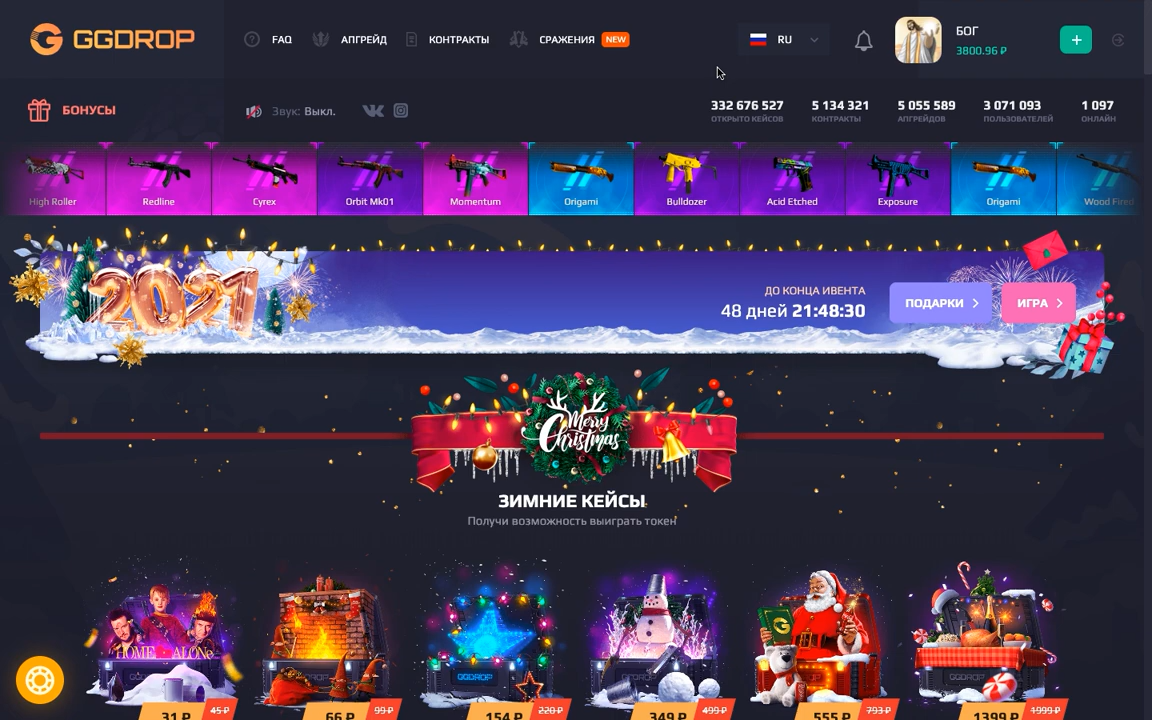 GGDROP
FAQ
АПГРЕЙД
КОНТРАКТЫ
СРАЖЕНИЯ NEW
RU
БОГ
3800.96 ₽
БОНУСЫ
Звук: Выкл.
332 676 527
ОТКРЫТО КЕЙСОВ
5 134 321
КОНТРАКТЫ
5 055 589
АПГРЕЙДОВ
3 071 093
ПОЛЬЗОВАТЕЛЕЙ
1 097
ОНЛАЙН
High Roller
Redline
Cyrex
Orbit Mk01
Momentum
Origami
Bulldozer
Acid Etched
Exposure
Origami
Wood Fired
2021
ДО КОНЦА ИВЕНТА
48 дней 21:48:30
ПОДАРКИ
ИГРА
Merry
Christmas
ЗИМНИЕ КЕЙСЫ
Получи возможность выиграть токен
HOME ALONe
GGDROP
31 ₽ 45 ₽
66 ₽ 99 ₽
154 ₽ 220 ₽
349 ₽ 499 ₽
555 ₽ 793 ₽
1399 ₽ 1999 ₽